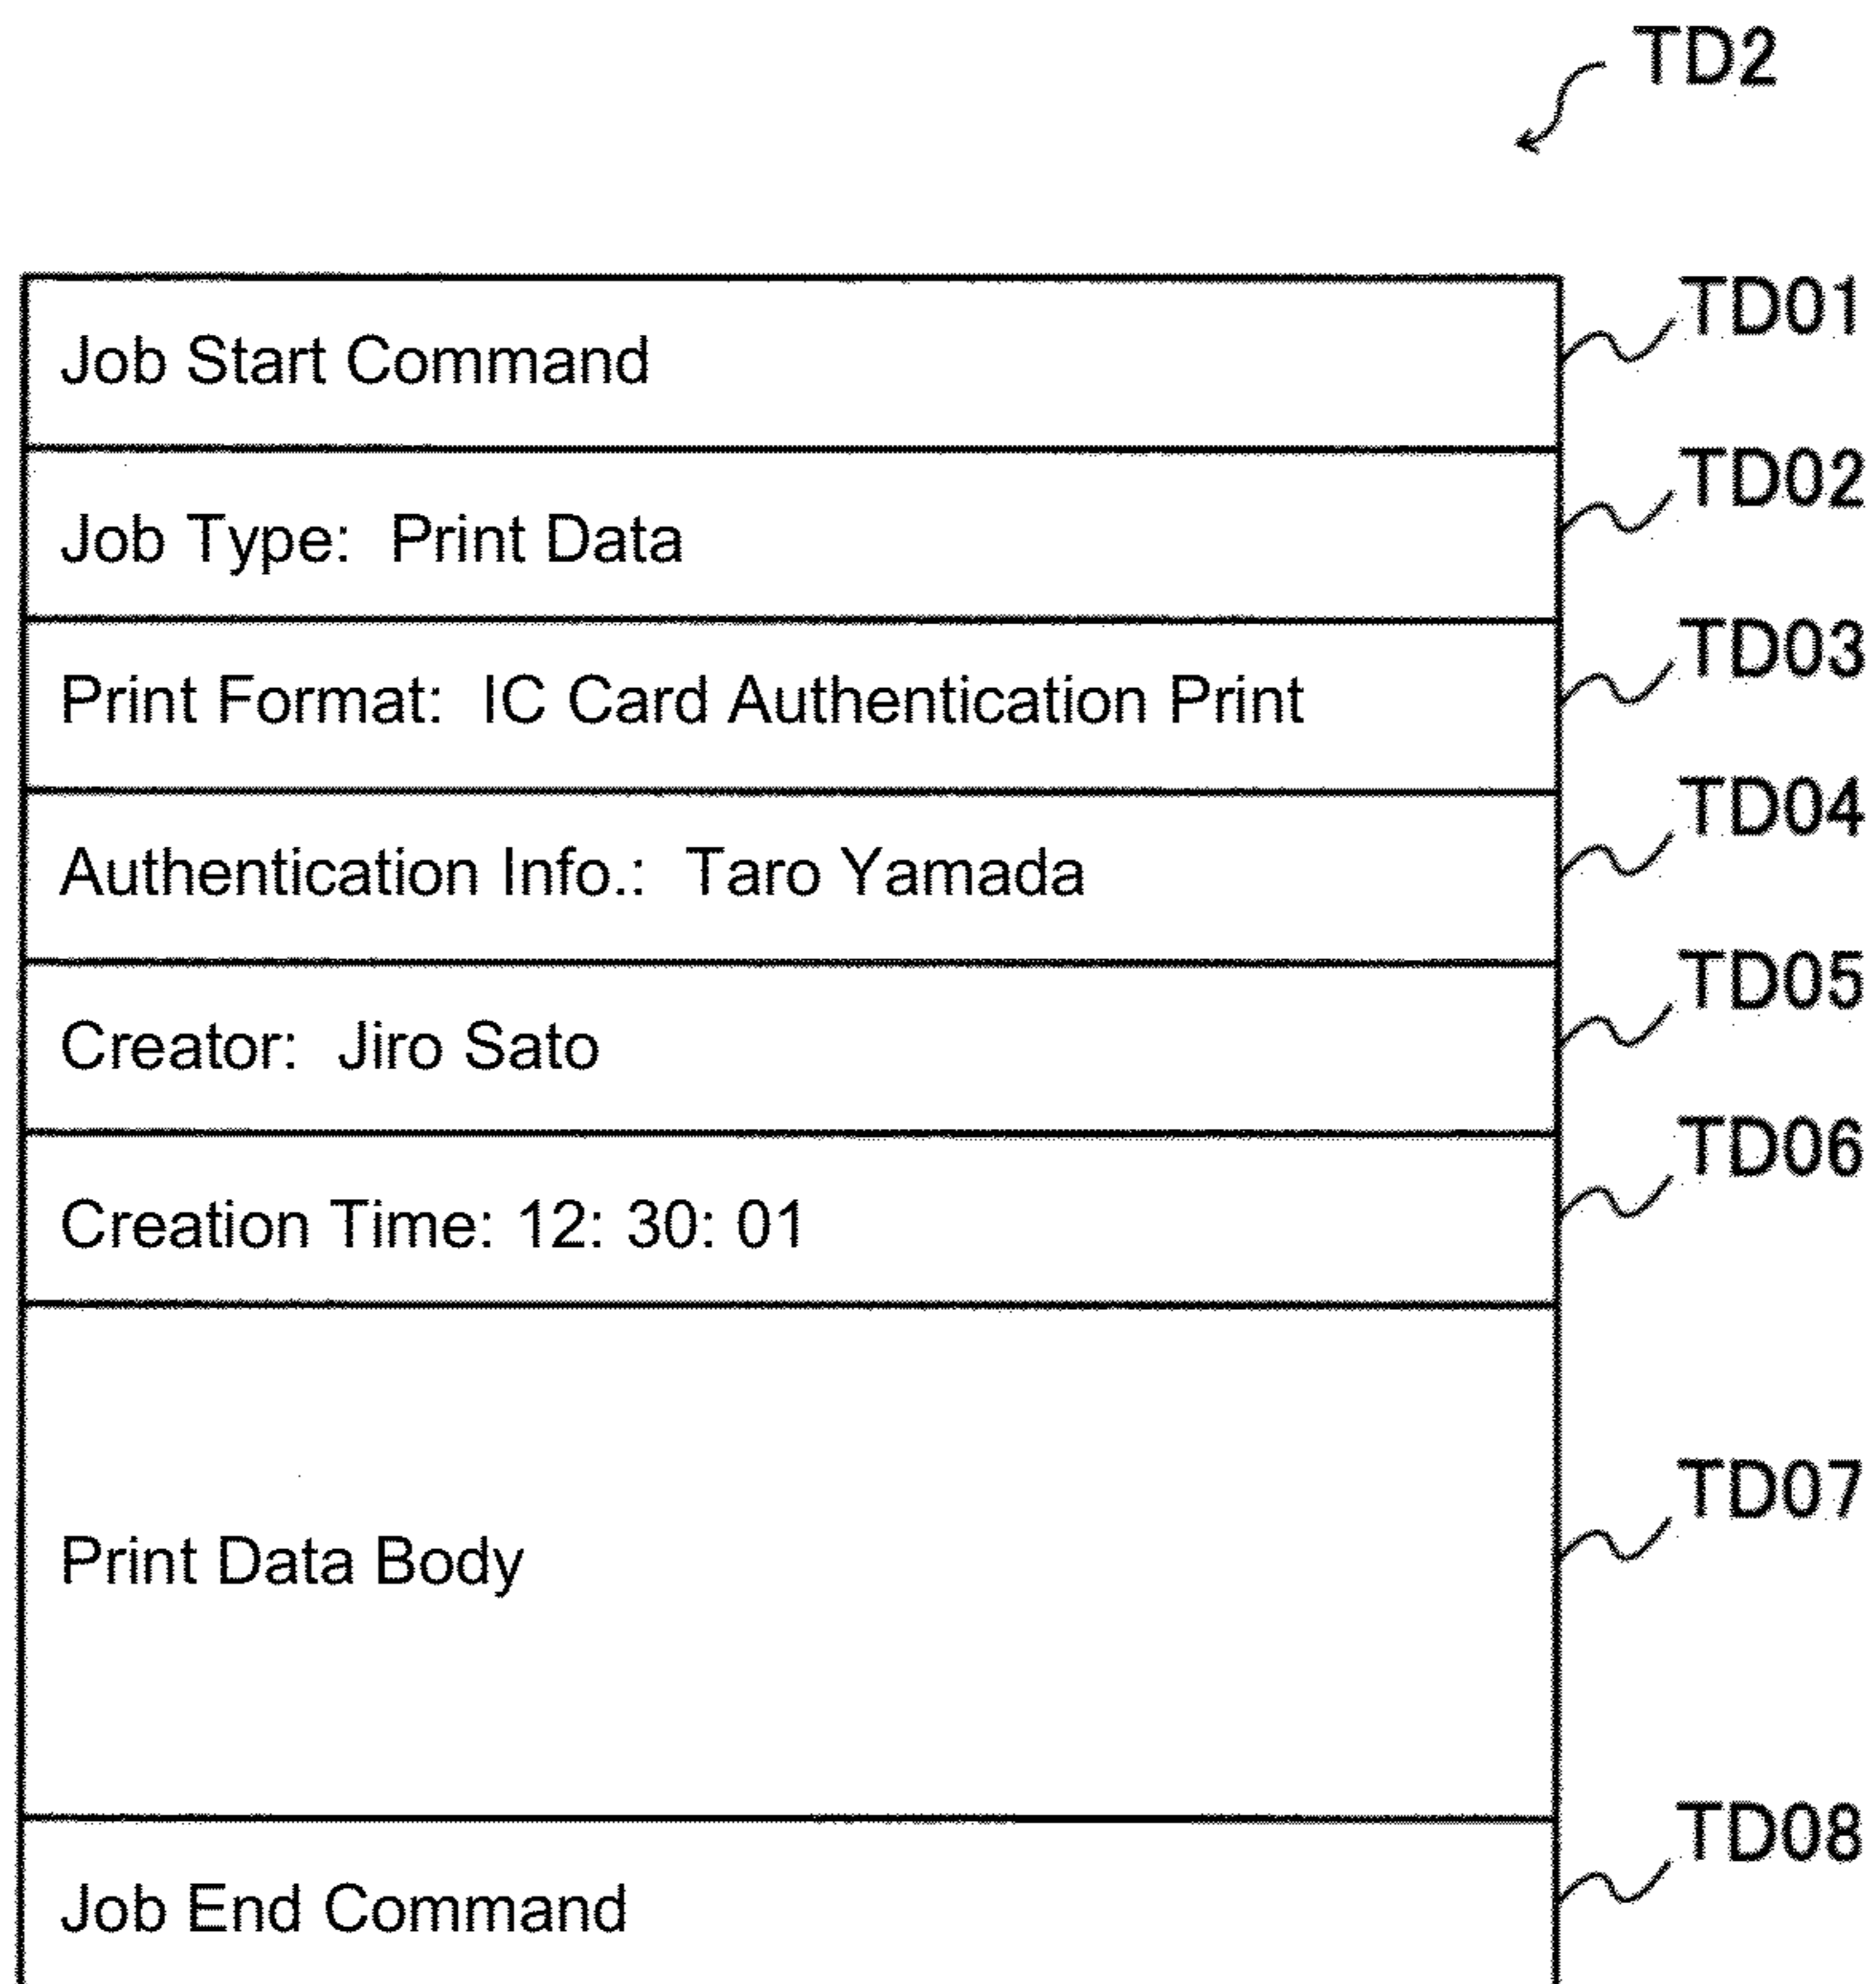 TD2
Job Start Command TD01
Job Type: Print Data TD02
Print Format: IC Card Authentication Print TD03
Authentication Info.: Taro Yamada TD04
Creator: Jiro Sato TD05
Creation Time: 12: 30: 01 TD06
Print Data Body TD07
Job End Command TD08